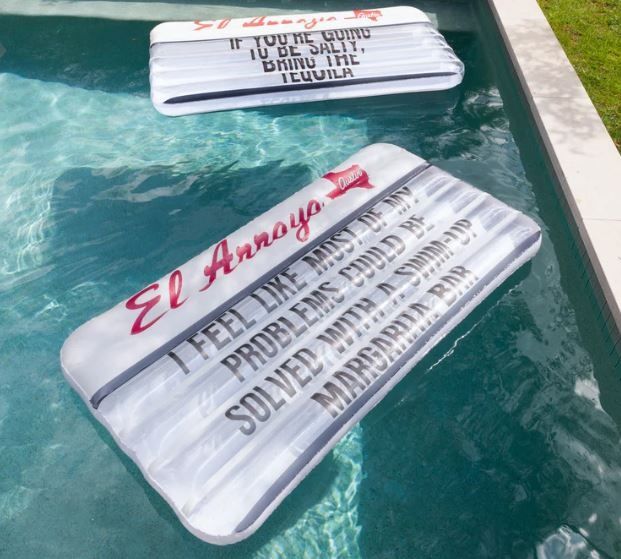 El Arroyo Austin
IF YOU'RE GOING
TO BE SALTY,
BRING THE
TEQUILA
El Arroyo Austin
I FEEL LIKE MOST OF MY
PROBLEMS COULD BE
SOLVED WITH A SWIM-UP
MARGARITA BAR